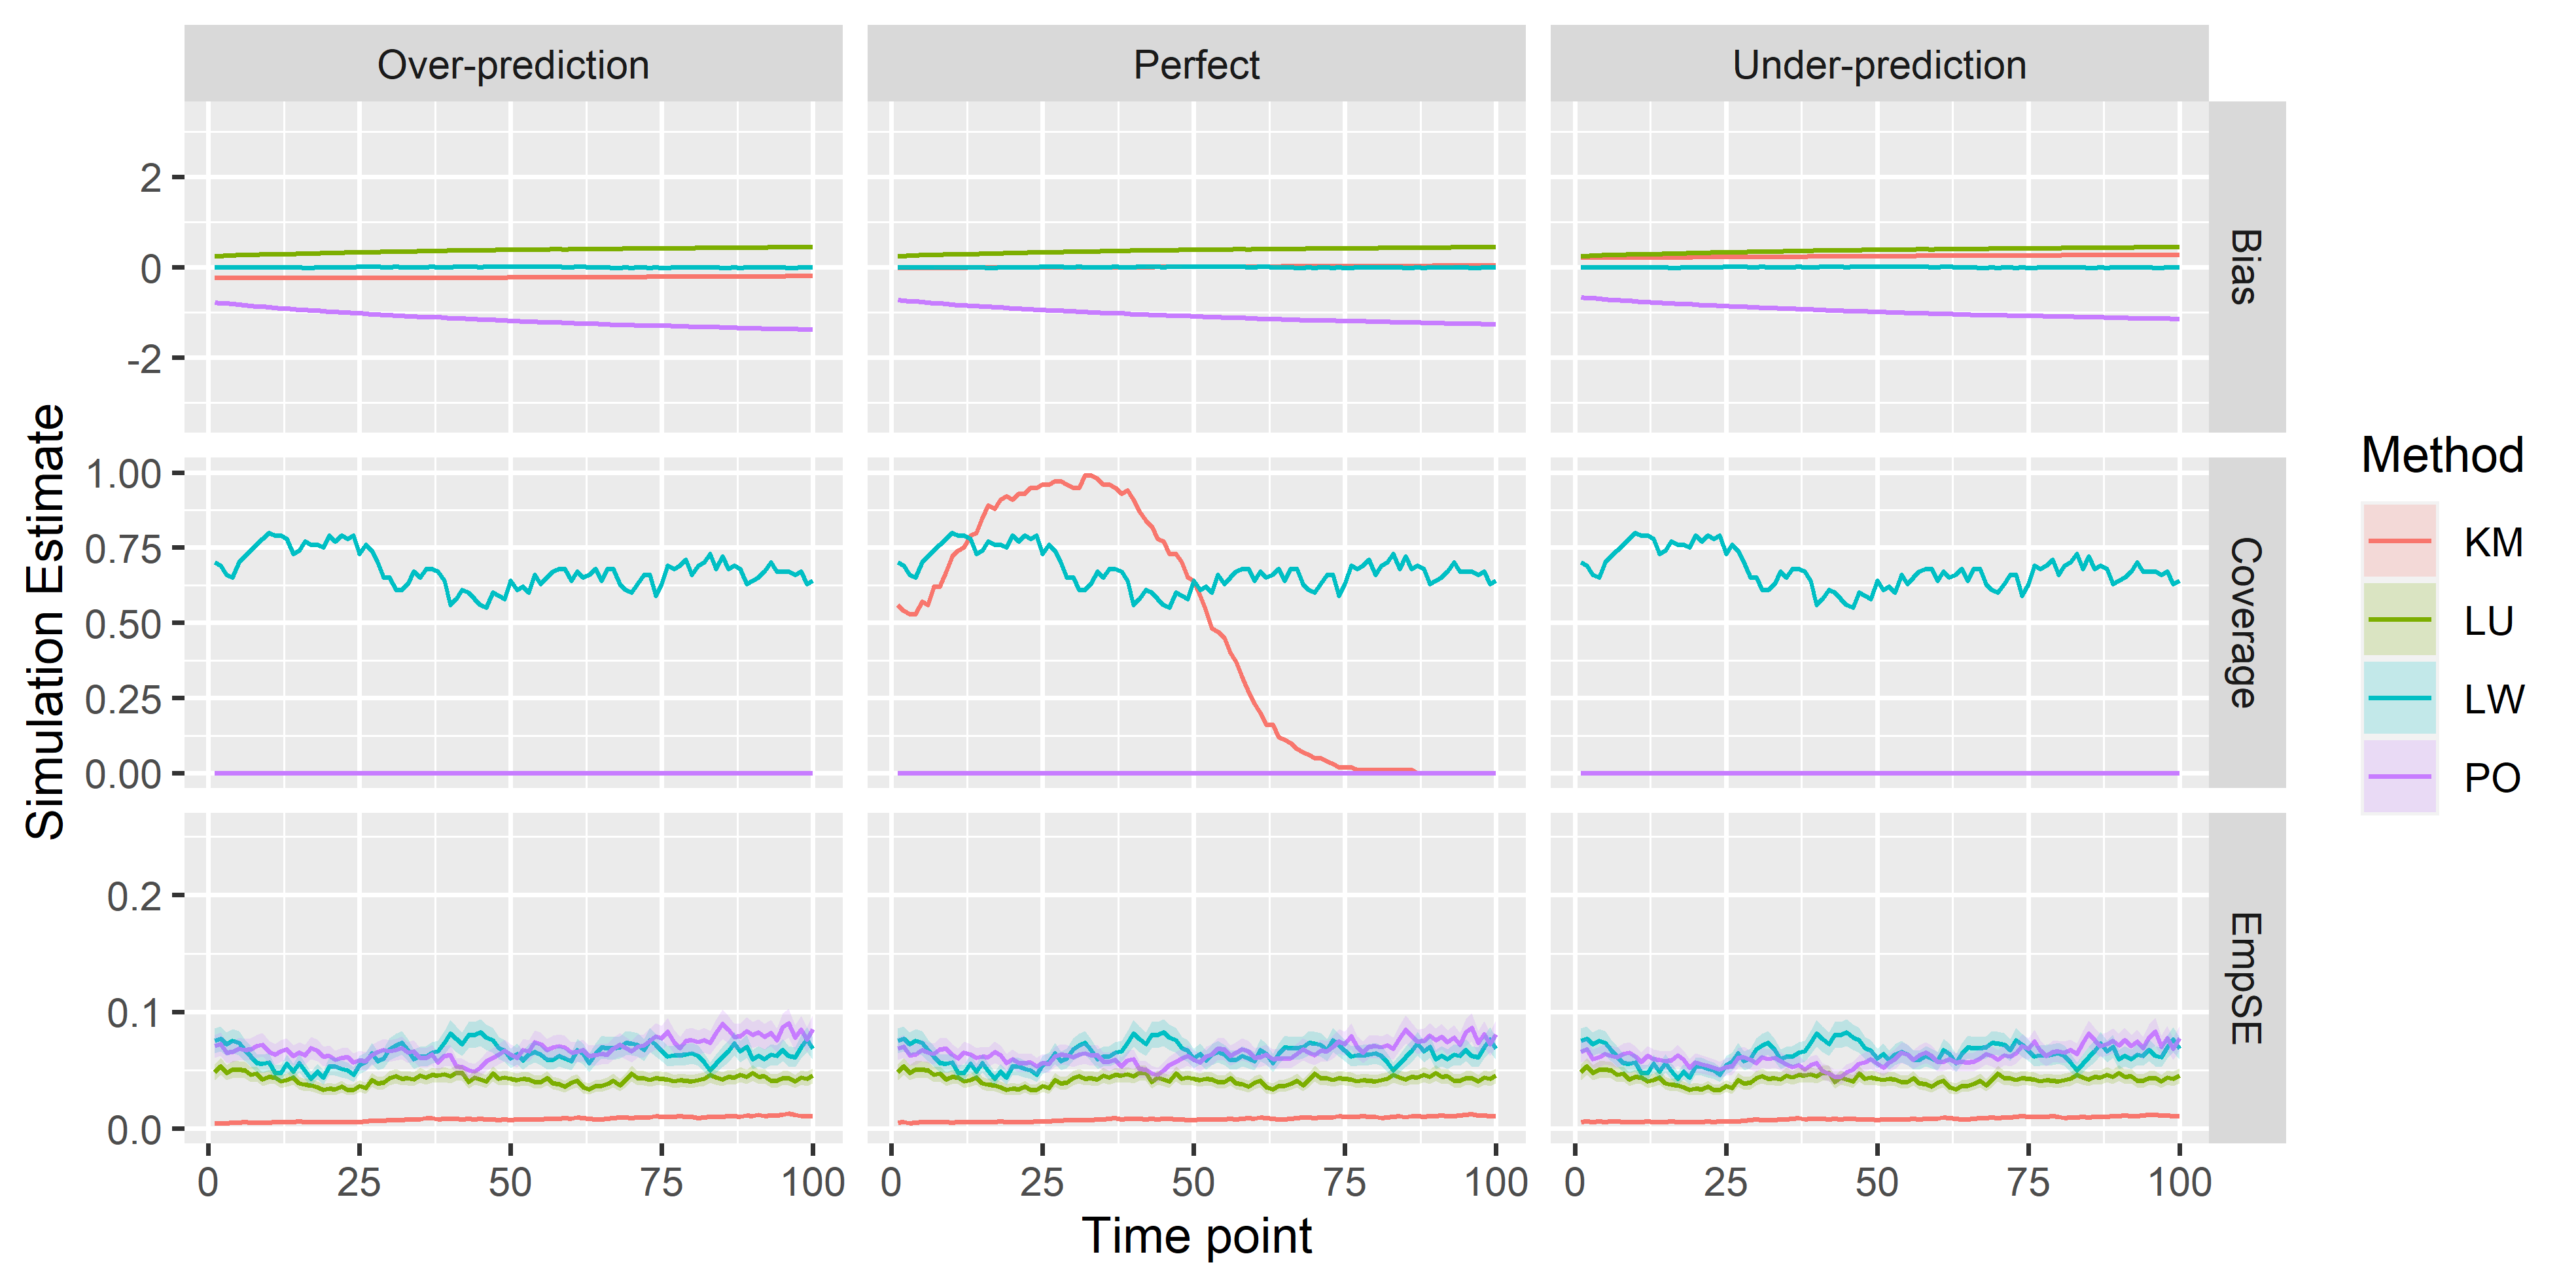 Over-prediction
Perfect
Under-prediction
2
0
-2
Bias
1.00
0.75
0.50
0.25
0.00
Coverage
0.2
0.1
0.0
EmpSE
0 25 50 75 100
0 25 50 75 100
0 25 50 75 100
Time point
Simulation Estimate
Method
KM
LU
LW
PO